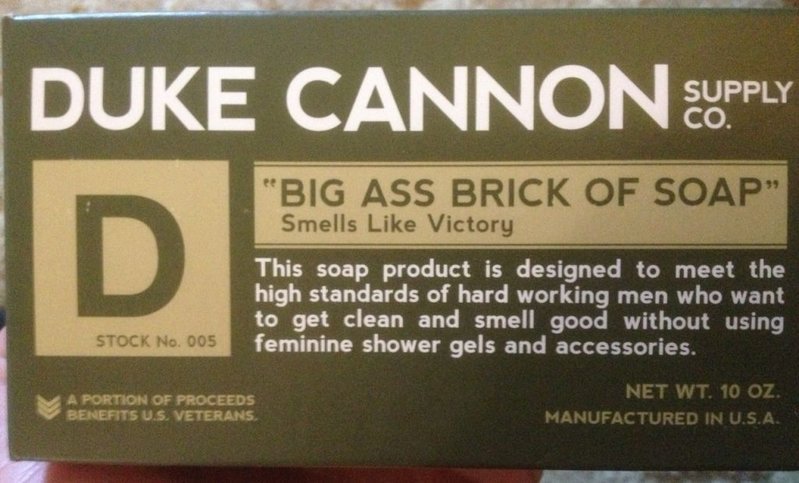 DUKE CANNON SUPPLY CO.
D
STOCK No. 005
"BIG ASS BRICK OF SOAP"
Smells Like Victory
This soap product is designed to meet the
high standards of hard working men who want
to get clean and smell good without using
feminine shower gels and accessories.
A PORTION OF PROCEEDS
BENEFITS U.S. VETERANS.
NET WT. 10 OZ.
MANUFACTURED IN U.S.A.